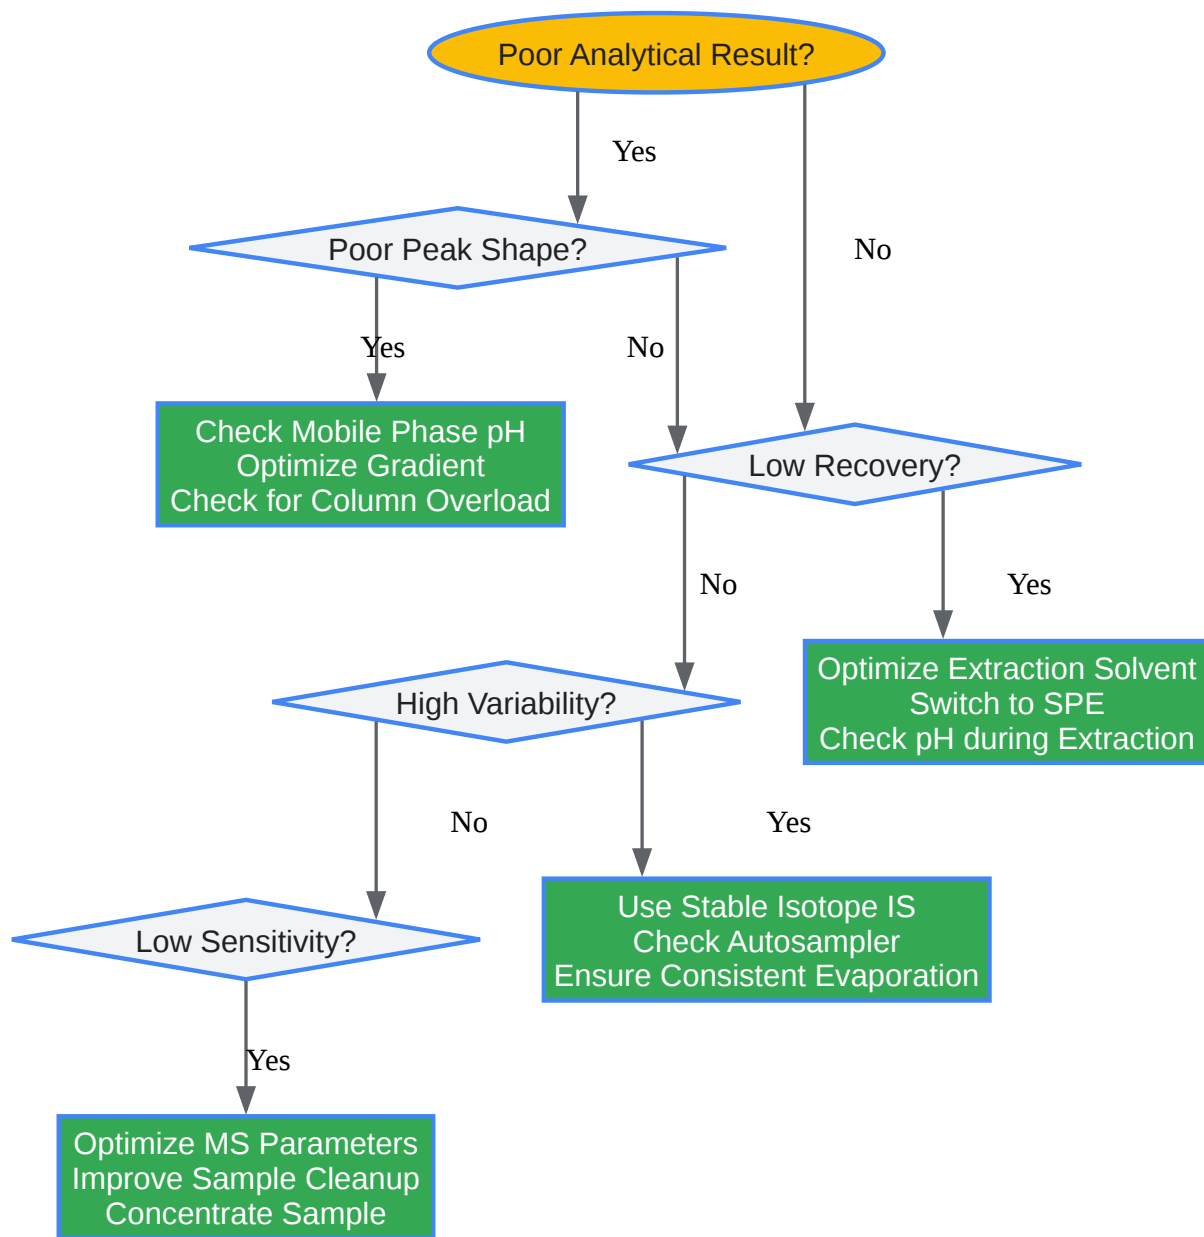 Poor Analytical Result?
Yes
Poor Peak Shape?
No
Yes
No
Check Mobile Phase pH
Optimize Gradient
Check for Column Overload
Low Recovery?
No
Yes
Optimize Extraction Solvent
Switch to SPE
Check pH during Extraction
High Variability?
No
Yes
Use Stable Isotope IS
Check Autosampler
Ensure Consistent Evaporation
Low Sensitivity?
Yes
Optimize MS Parameters
Improve Sample Cleanup
Concentrate Sample